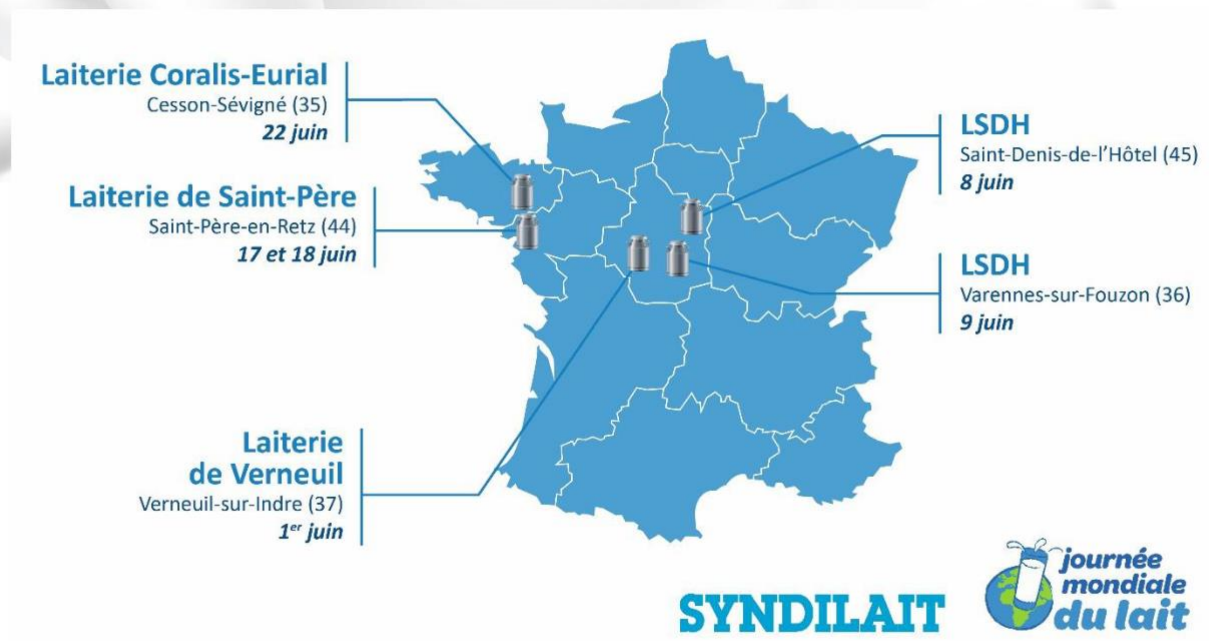 Laiterie Coralis-Eurial
Cesson-Sévigné (35)
22 juin
Laiterie de Saint-Père
Saint-Père-en-Retz (44)
17 et 18 juin
Laiterie
de Verneuil
Verneuil-sur-Indre (37)
1er juin
LSDH
Saint-Denis-de-l'Hôtel (45)
8 juin
LSDH
Varennes-sur-Fouzon (36)
9 juin
SYNDILAIT
journée
mondiale
du lait